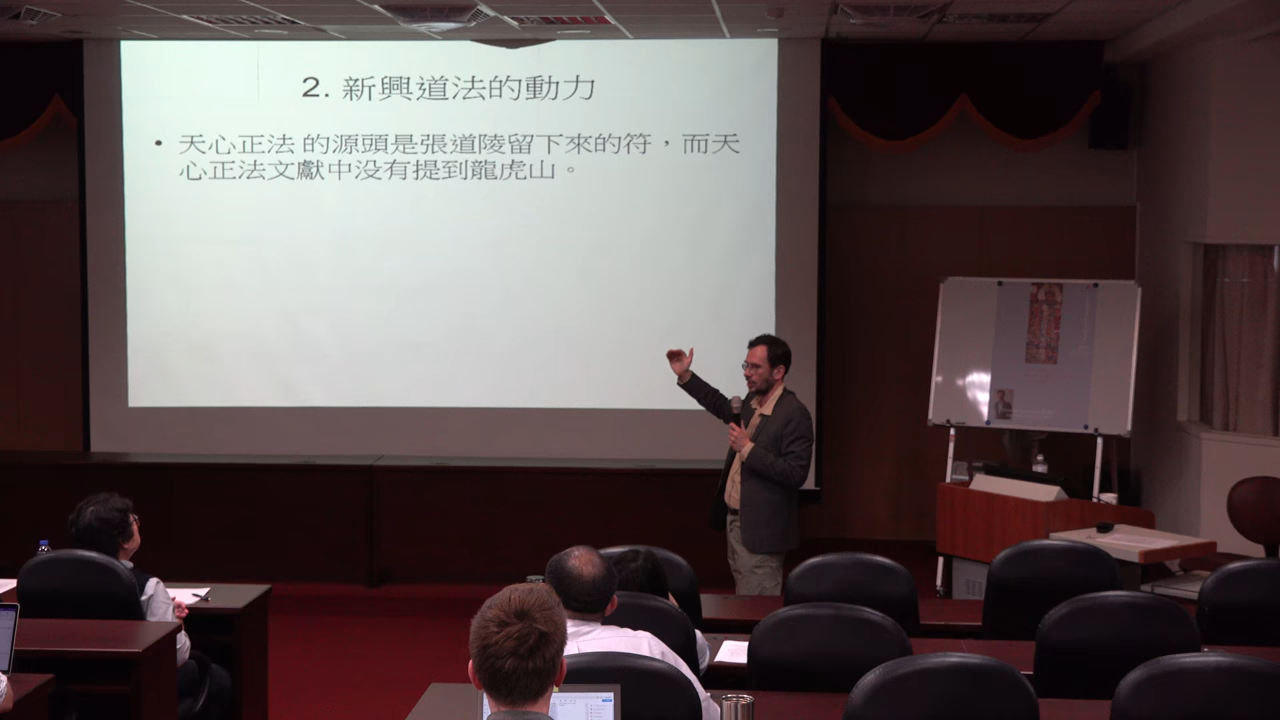 2. 新興道法的動力
• 天心正法 的源頭是張道陵留下來的符，而天
心正法文獻中没有提到龍虎山。